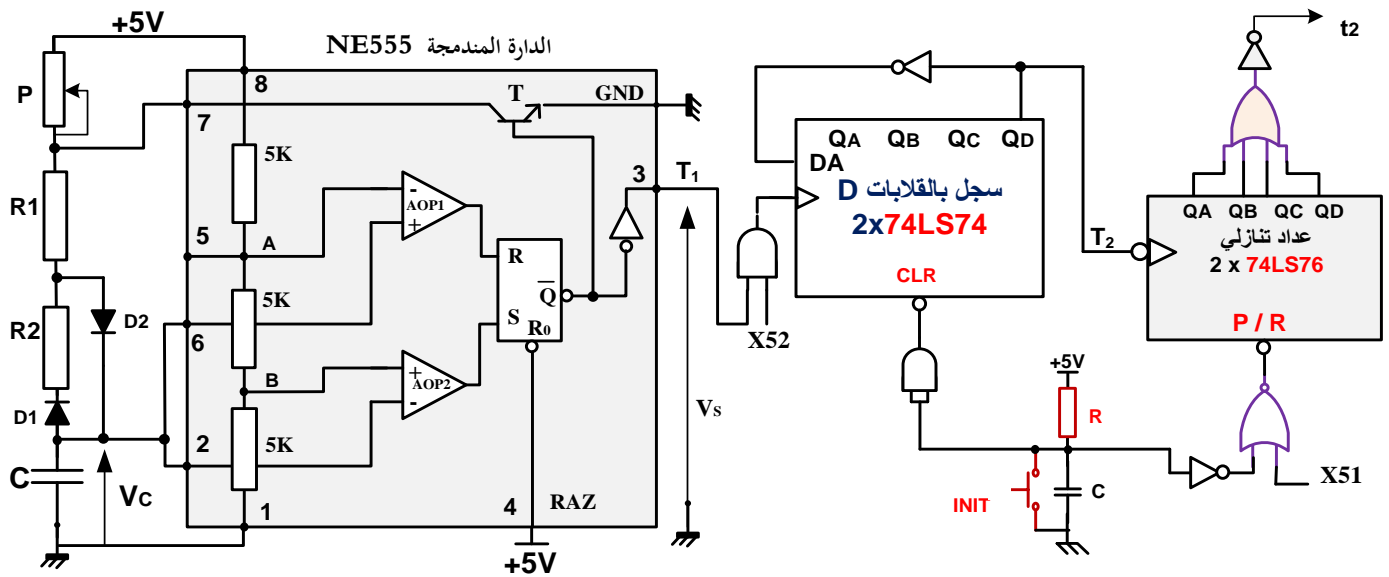 +5V
الدارة المندمجة NE555
t2
P
8
T
GND
7
5K
3
T1
QA QB QC QD
DA
سجل بالقلابات D
2x74LS74
CLR
R1
-
AOP1
+
5
A
R
Q
S
R0
QA QB QC QD
عداد تنازلي
2 x 74LS76
P / R
T2
5K
D2
R2
6
X52
B
+
AOP2
-
D1
+5V
R
VS
2
5K
C
VC
1
4
RAZ
INIT
C
X51
+5V